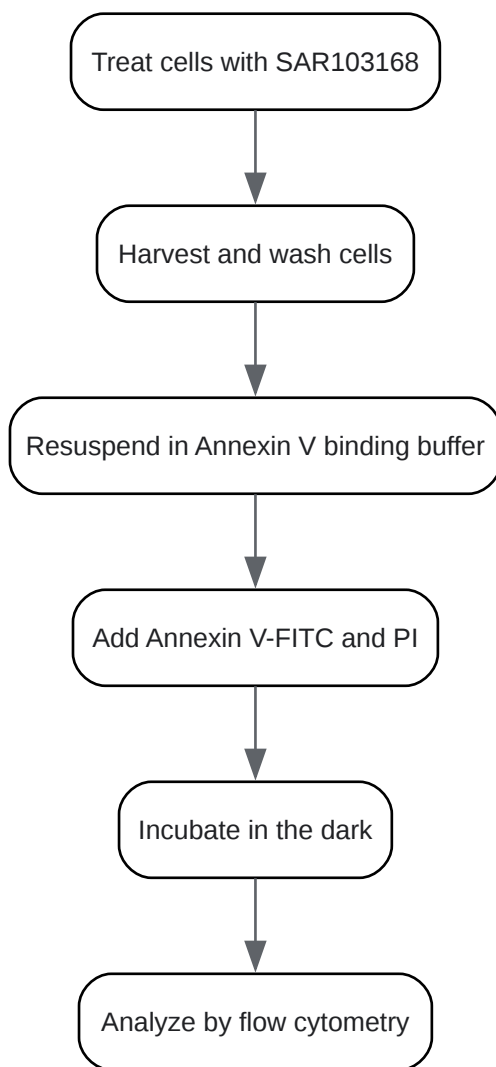 Treat cells with SAR103168
Harvest and wash cells
Resuspend in Annexin V binding buffer
Add Annexin V-FITC and PI
Incubate in the dark
Analyze by flow cytometry